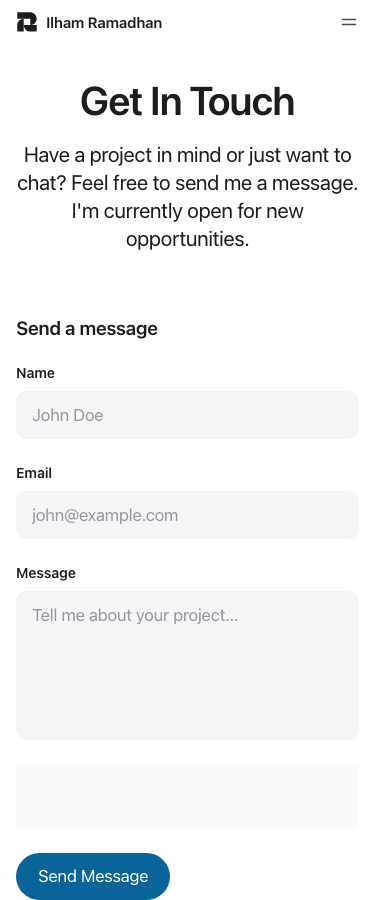 Ilham Ramadhan
Get In Touch
Have a project in mind or just want to
chat? Feel free to send me a message.
I'm currently open for new
opportunities.
Send a message
Name
John Doe
Email
john@example.com
Message
Tell me about your project...
Send Message